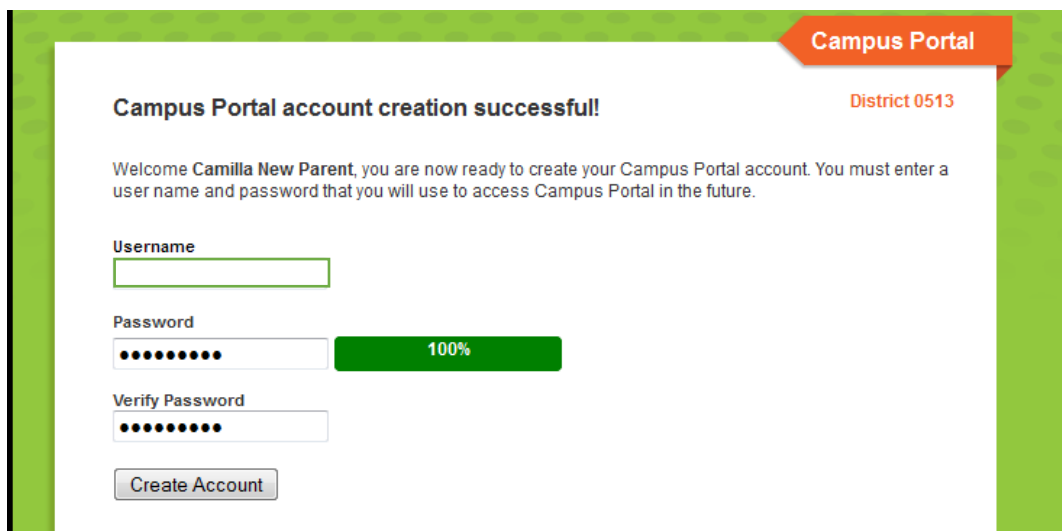 Campus Portal
District 0513
Campus Portal account creation successful!
Welcome Camilla New Parent, you are now ready to create your Campus Portal account. You must enter a
user name and password that you will use to access Campus Portal in the future.
Username
Password
●●●●●●●●●
100%
Verify Password
●●●●●●●●●
Create Account